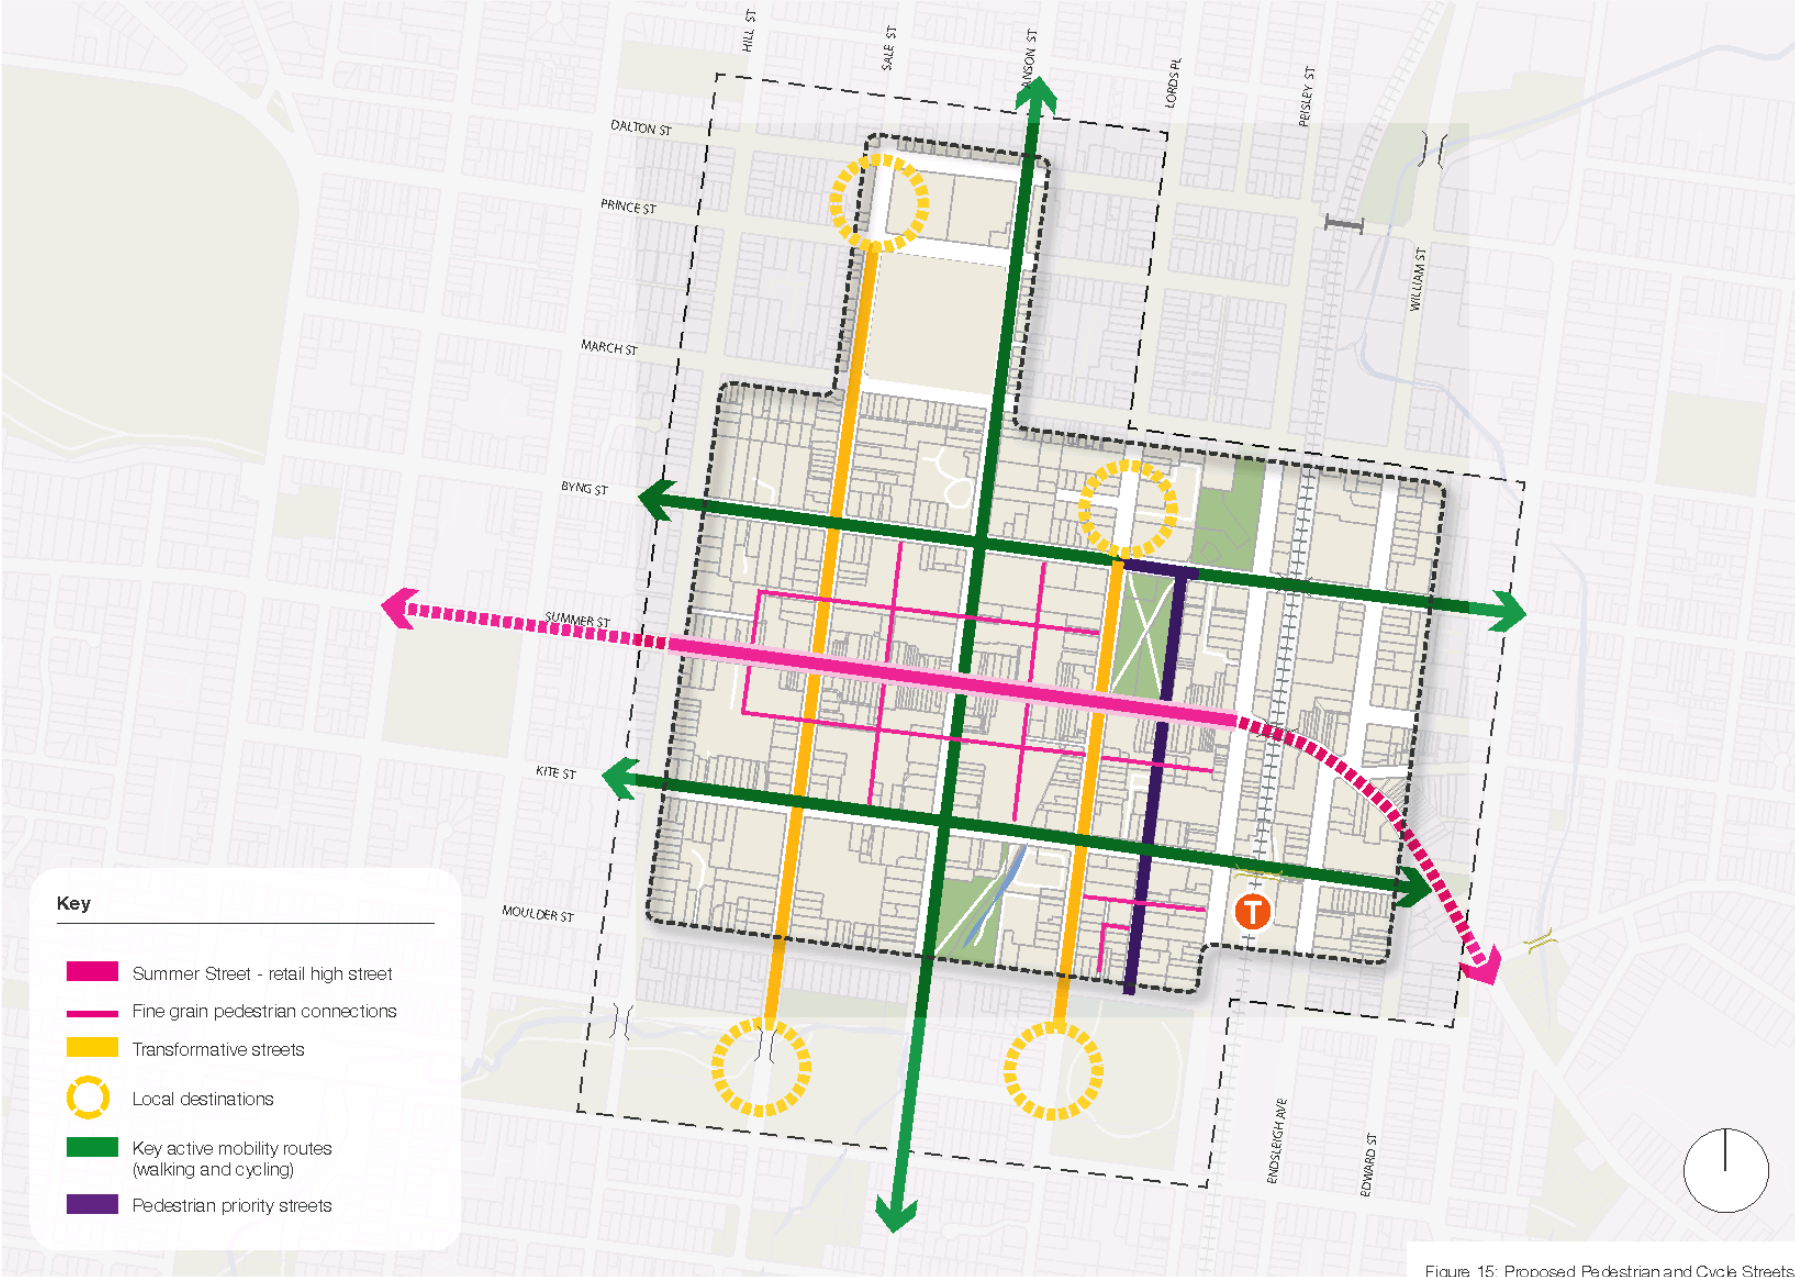 HILL ST
SALE ST
ANSON ST
LORDS PL
PEISLEY ST
DALTON ST
PRINCE ST
WILLIAM ST
MARCH ST
BYNG ST
SUMMER ST
KITE ST
MOULDER ST
T
ENDSLEIGH AVE
EDWARD ST
Key
Summer Street - retail high street
Fine grain pedestrian connections
Transformative streets
Local destinations
Key active mobility routes
(walking and cycling)
Pedestrian priority streets
Figure 15: Proposed Pedestrian and Cycle Streets